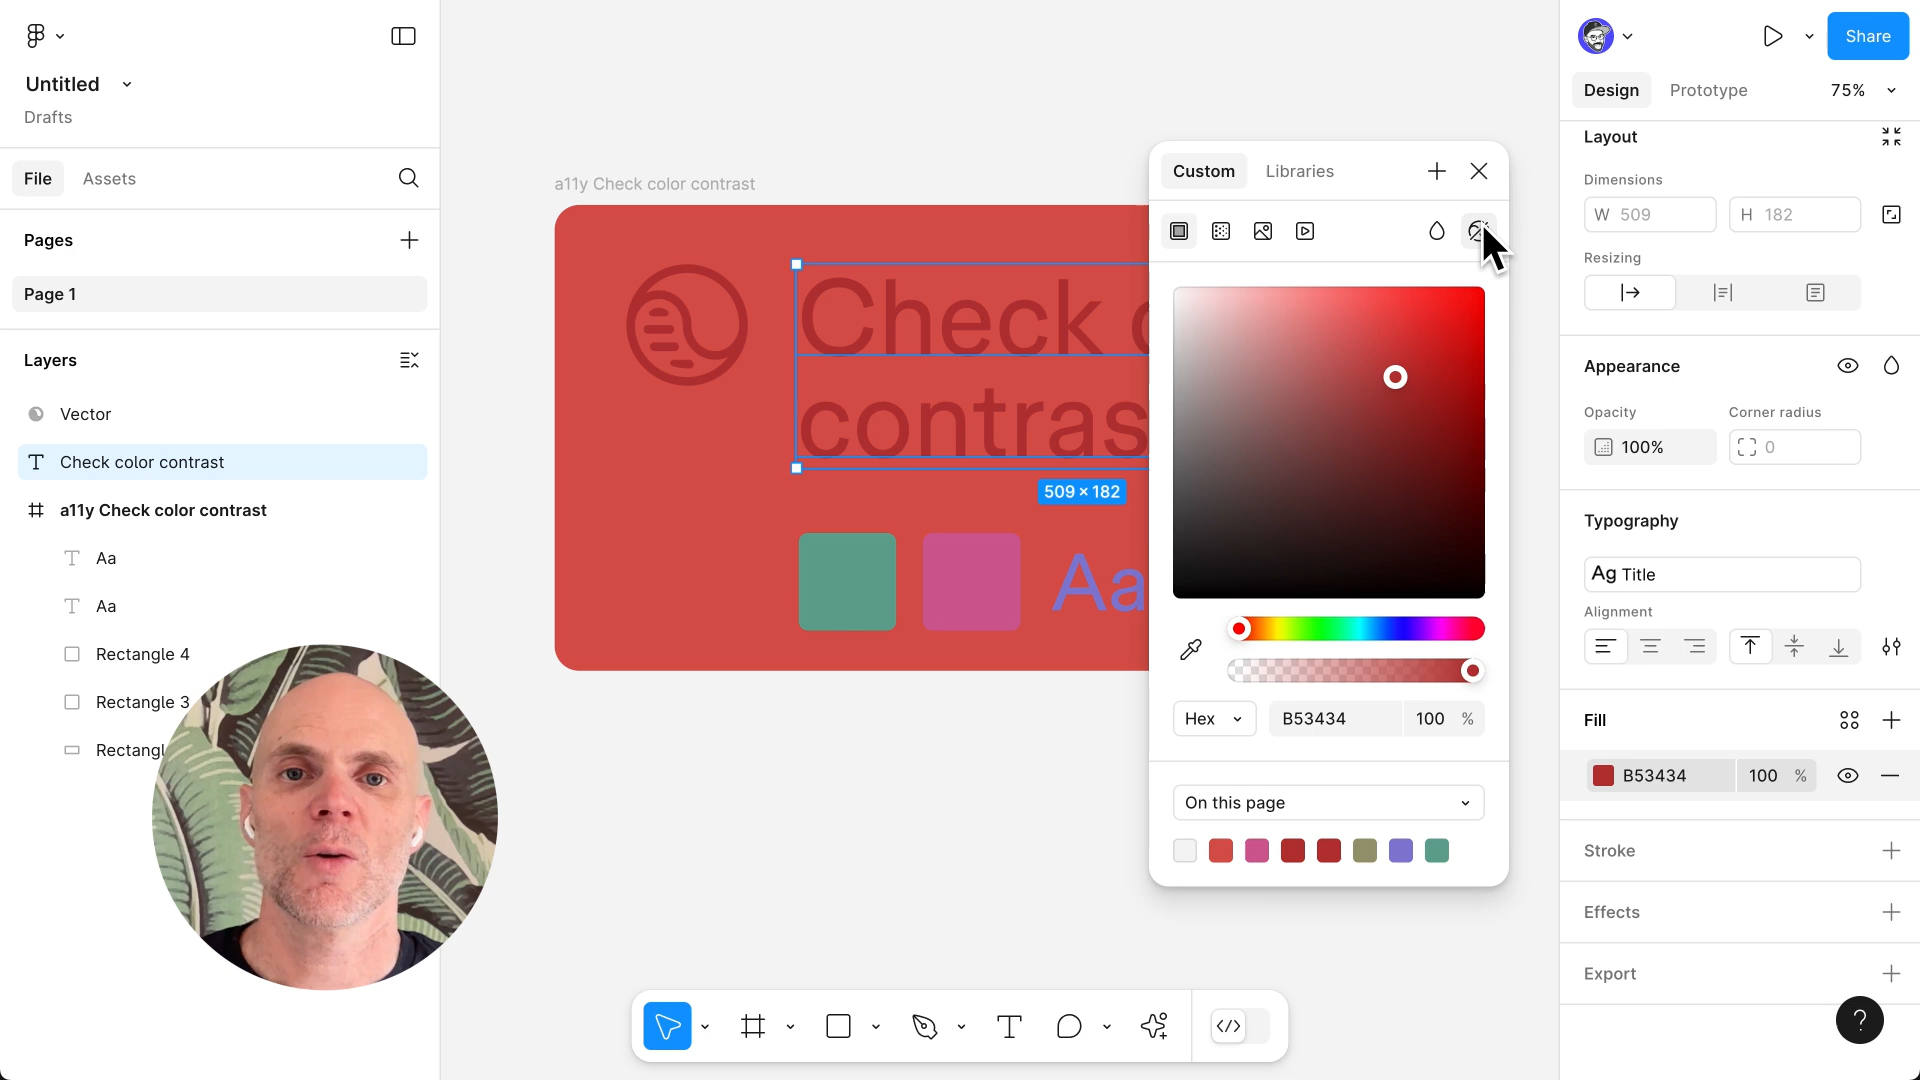 Untitled
Drafts
File
Assets
Pages
Page 1
Layers
Vector
Check color contrast
a11y Check color contrast
Aa
Aa
Rectangle 4
Rectangle 3
a11y Check color contrast
Check
contras
509 × 182
Aa
Custom
Libraries
Hex
B53434
100
%
On this page
Share
Design
Prototype
75%
Layout
Dimensions
W 509
H 182
Resizing
Appearance
Opacity
Corner radius
100%
0
Typography
Ag Title
Alignment
Fill
B53434
100
%
Stroke
Effects
Export
?